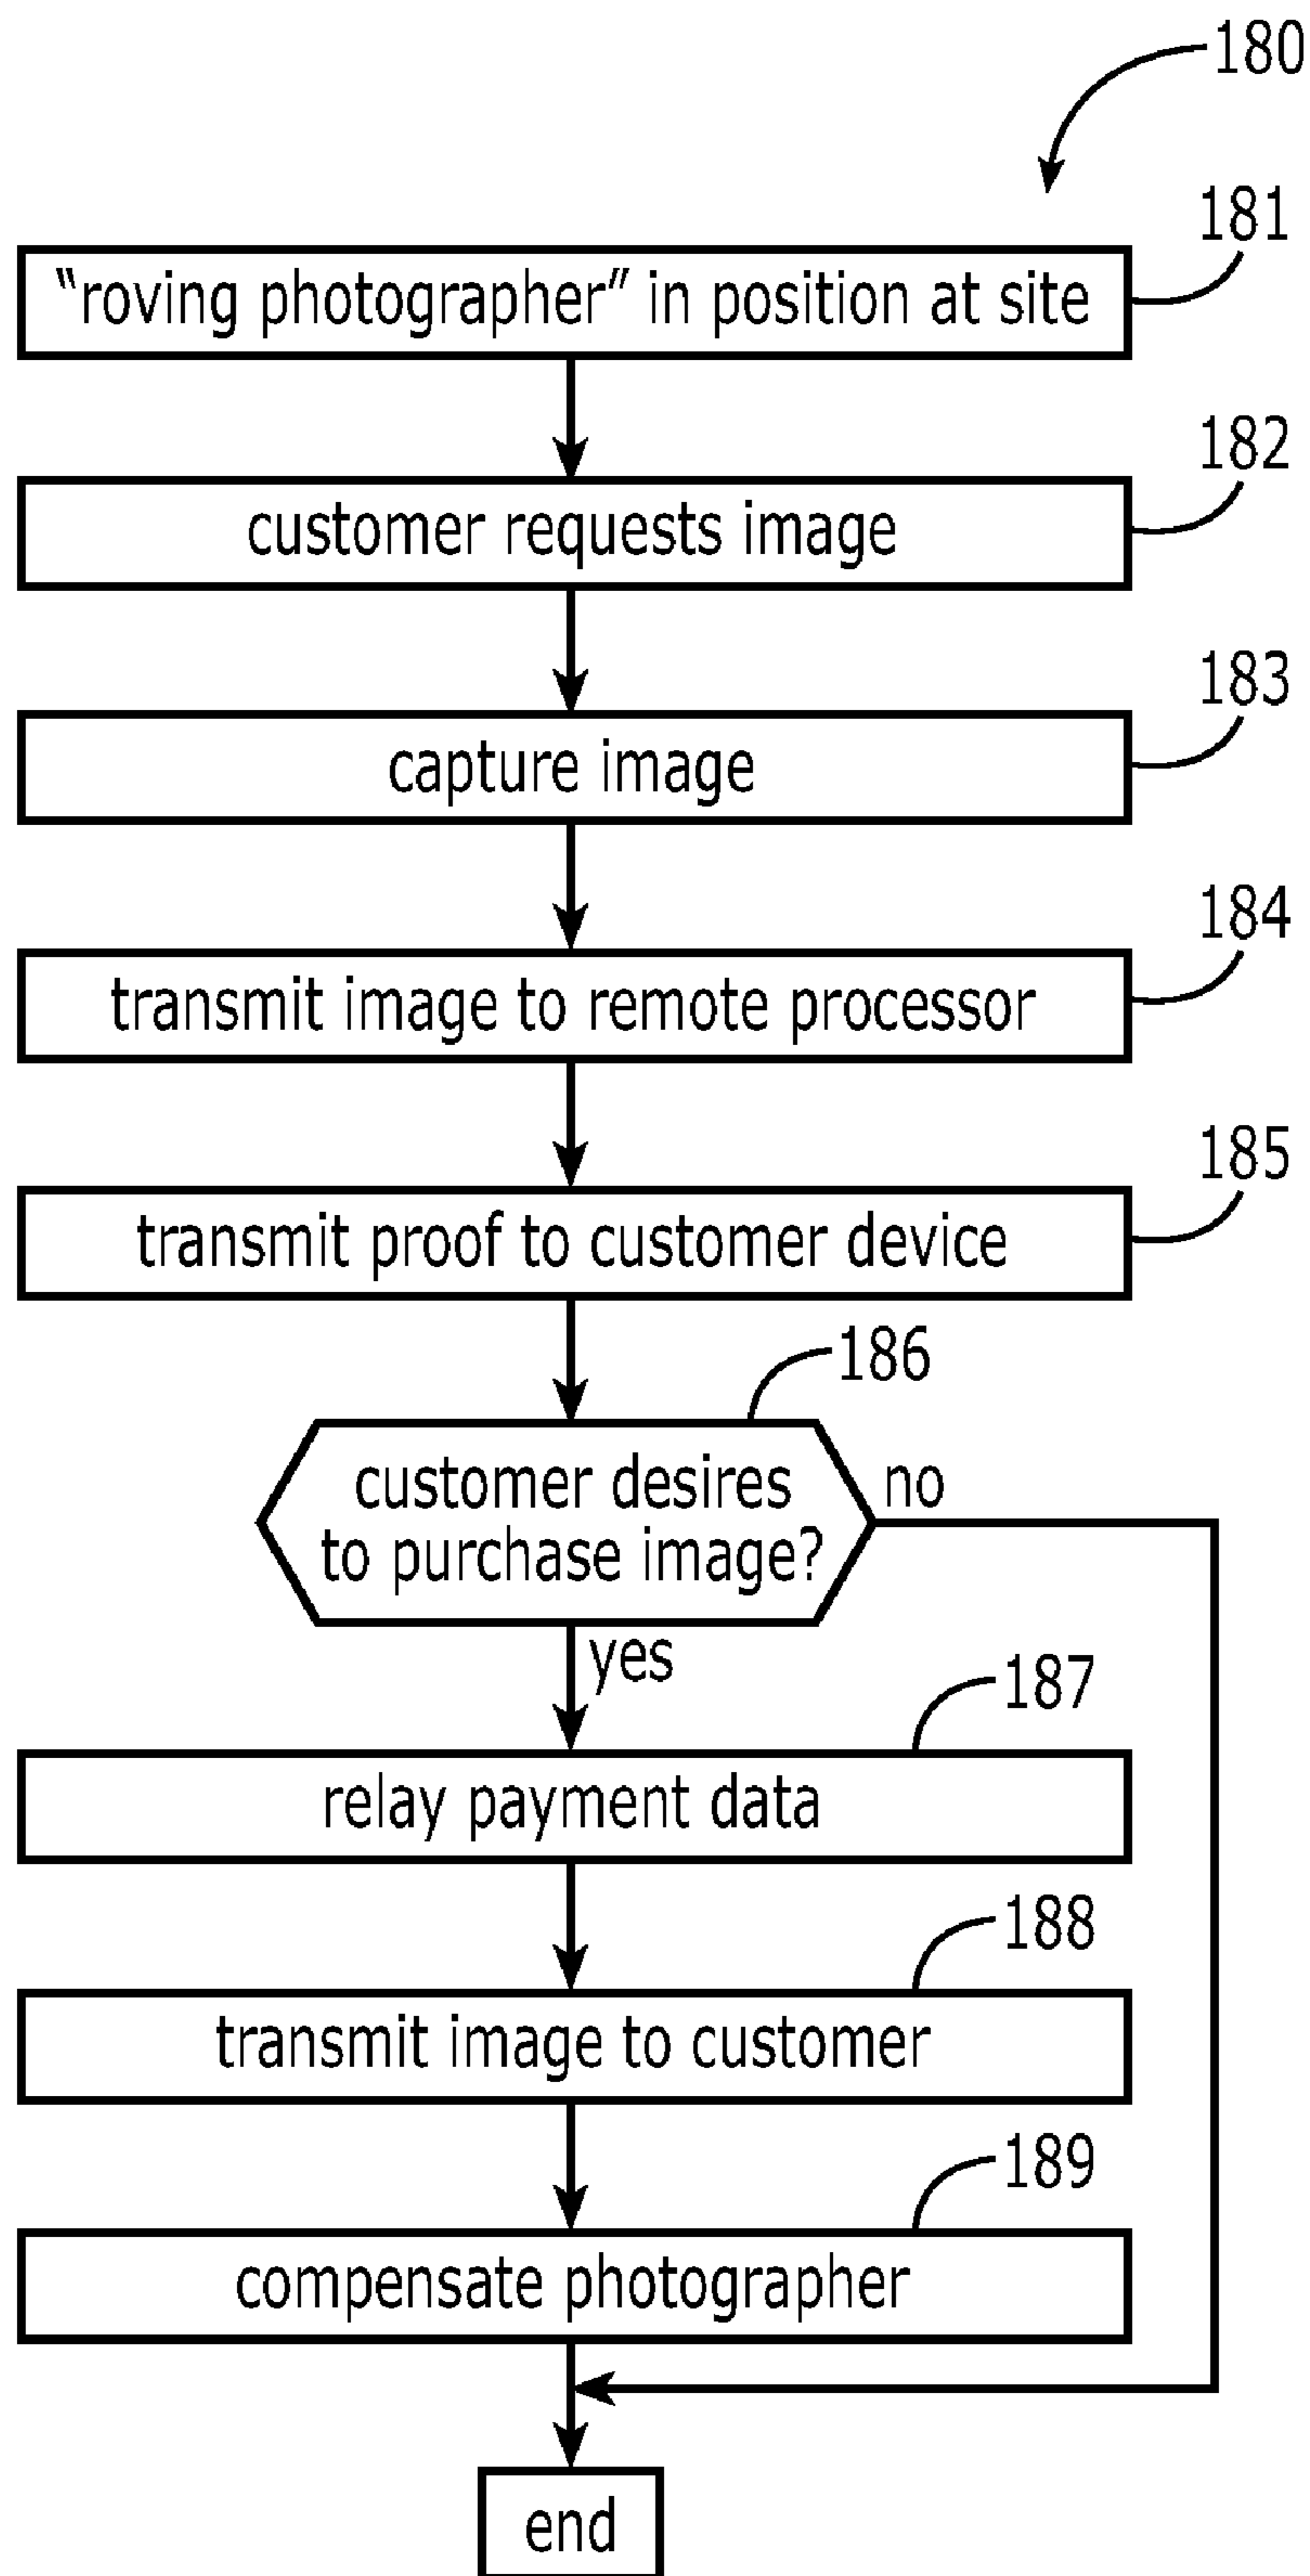 180
181
“roving photographer” in position at site
182
customer requests image
183
capture image
184
transmit image to remote processor
185
transmit proof to customer device
186
customer desires
to purchase image?
no
yes
187
relay payment data
188
transmit image to customer
189
compensate photographer
end